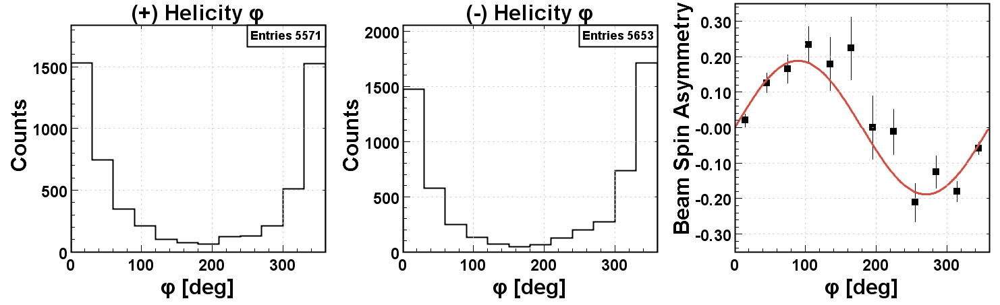 (+) Helicity φ
Entries 5571
Counts
1500
1000
500
0
0
100
200
300
φ [deg]
(-) Helicity φ
Entries 5653
Counts
2000
1500
1000
500
0
0
100
200
300
φ [deg]
Beam Spin Asymmetry
0.30
0.20
0.10
-0.00
-0.10
-0.20
-0.30
0
100
200
300
φ [deg]